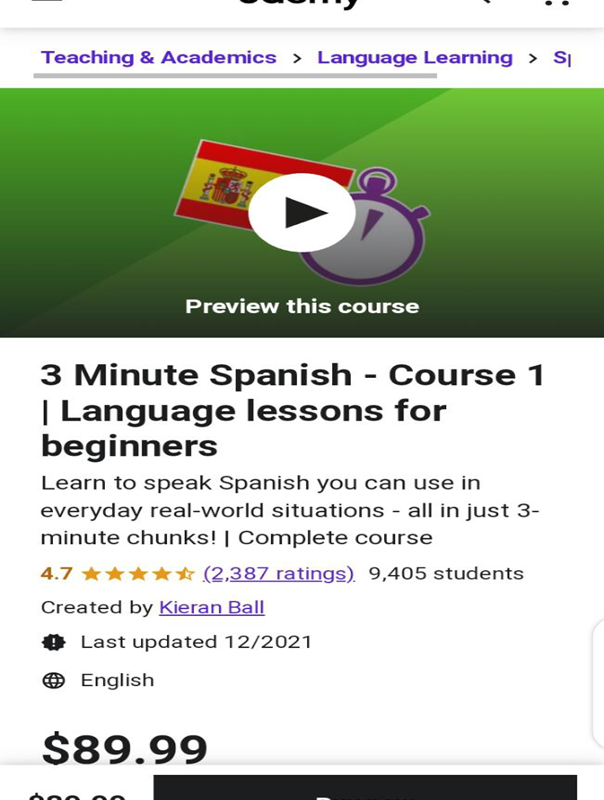 Teaching & Academics > Language Learning >
Preview this course
3 Minute Spanish - Course 1
| Language lessons for
beginners
Learn to speak Spanish you can use in
everyday real-world situations - all in just 3-
minute chunks! | Complete course
4.7 (2,387 ratings) 9,405 students
Created by Kieran Ball
Last updated 12/2021
English
$89.99